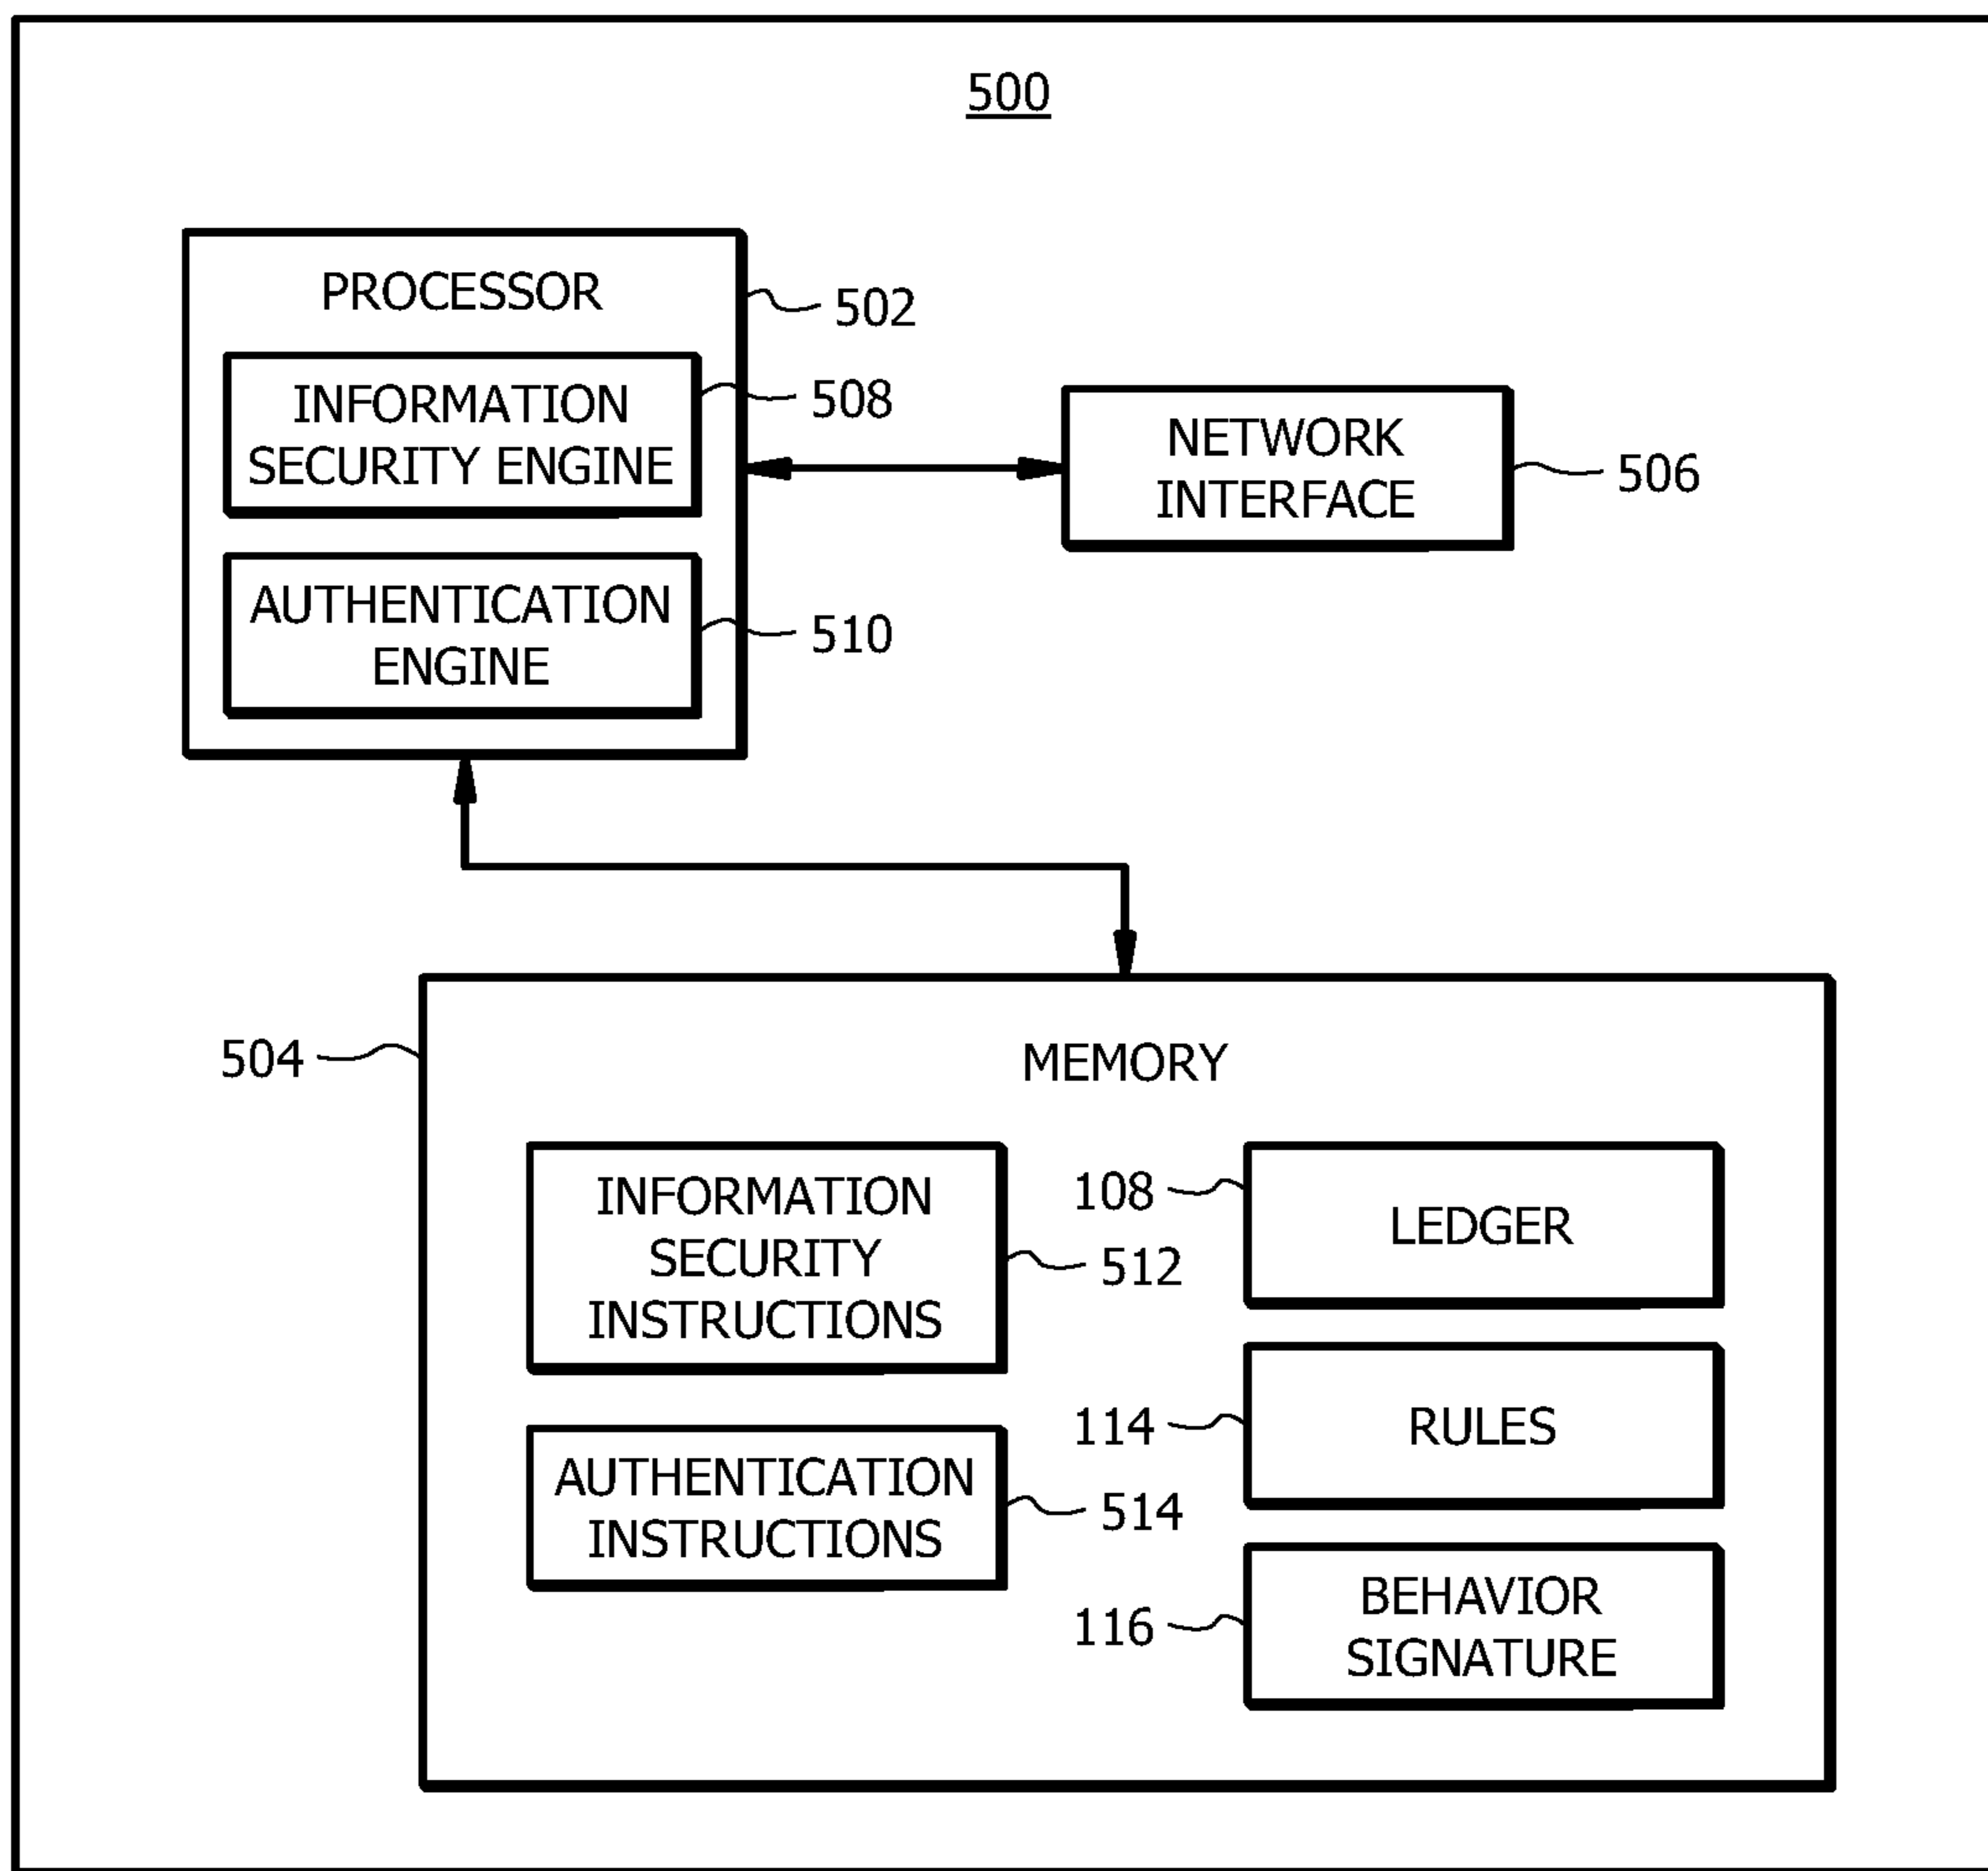 500
PROCESSOR
502
INFORMATION
SECURITY ENGINE
508
AUTHENTICATION
ENGINE
510
NETWORK
INTERFACE
506
504
MEMORY
INFORMATION
SECURITY
INSTRUCTIONS
512
AUTHENTICATION
INSTRUCTIONS
514
108
LEDGER
114
RULES
116
BEHAVIOR
SIGNATURE